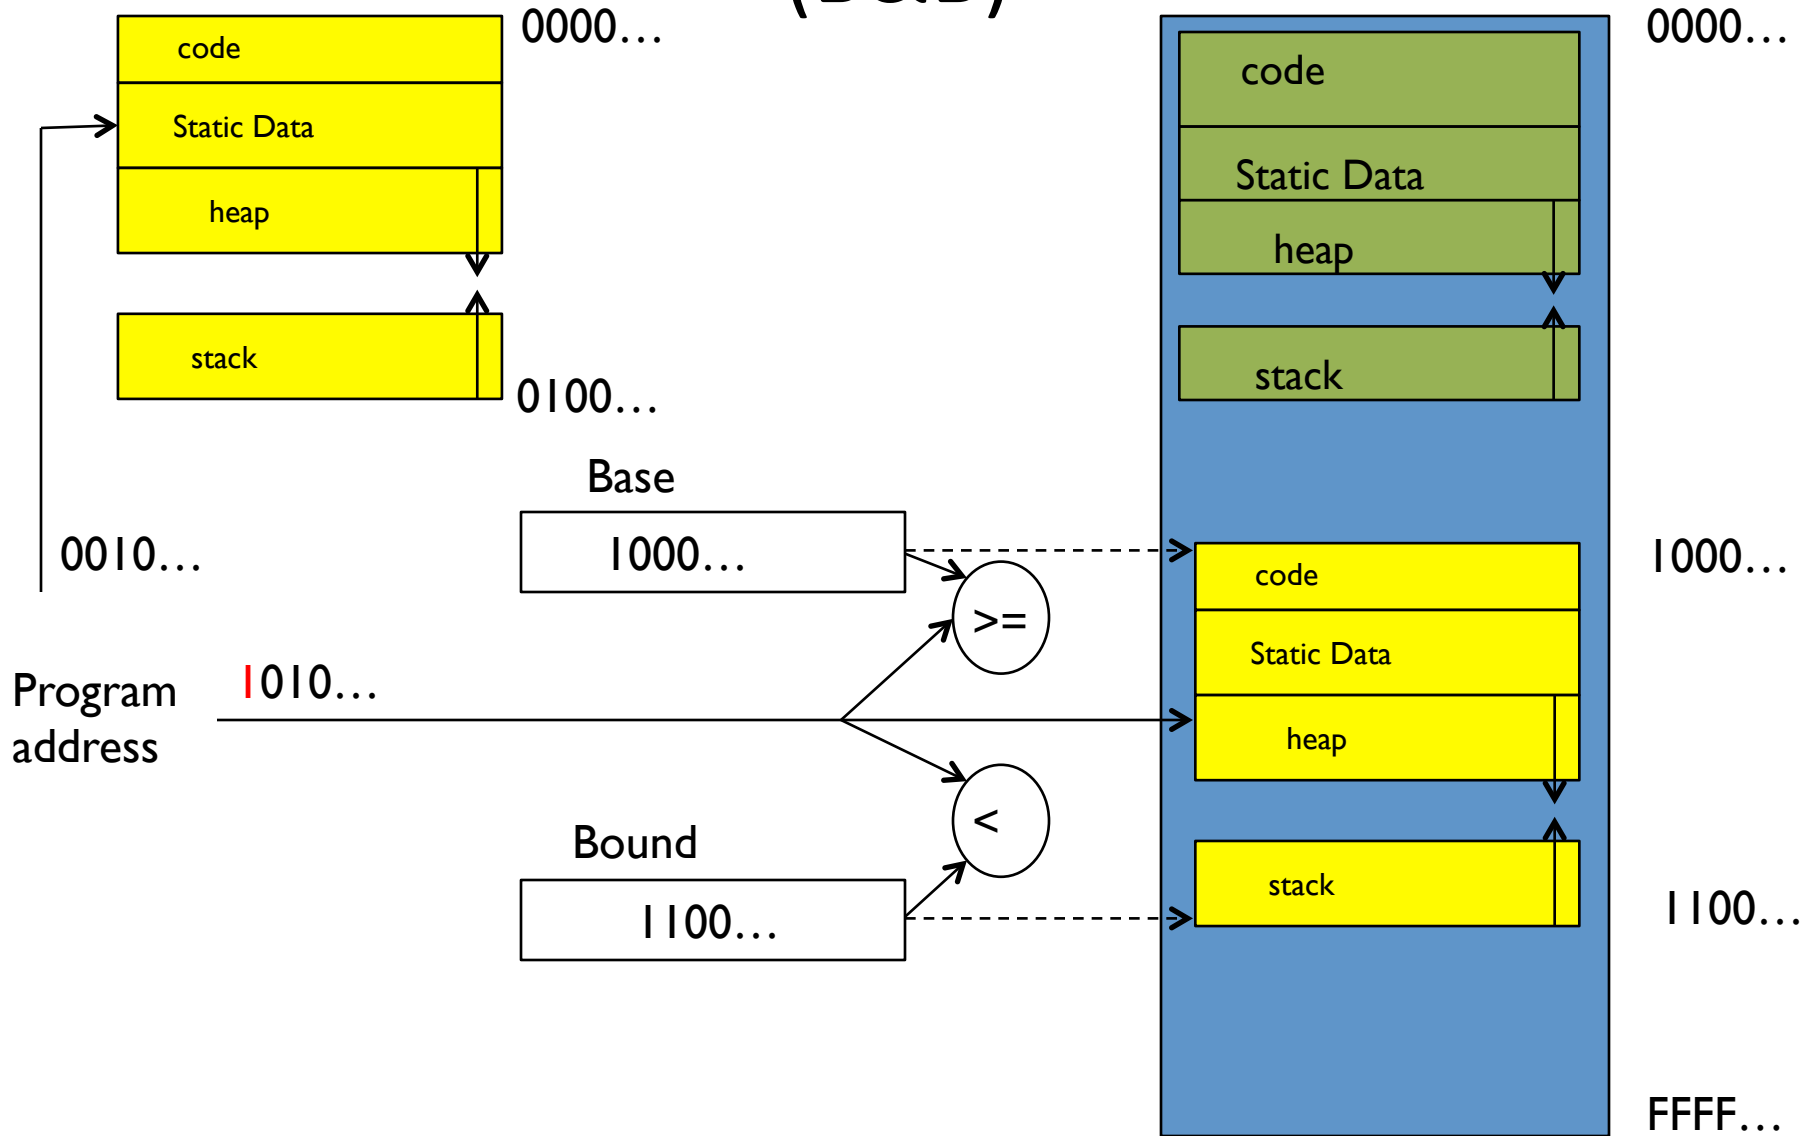 (B&B)
code
0000…
Static Data
heap
stack
0100…
0000…
code
Static Data
heap
stack
Base
0010…
1000…
1000…
code
>=
Static Data
Program
address
1010…
heap
<
Bound
stack
1100…
1100…
FFFF…